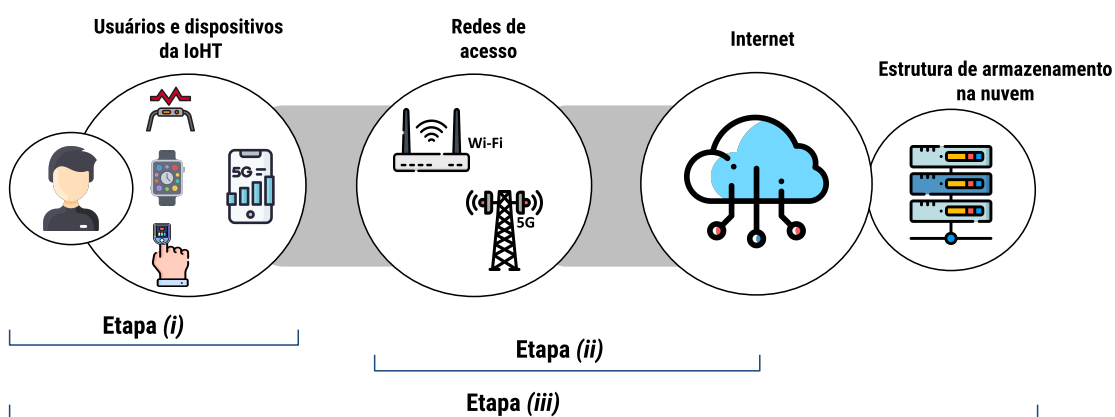 Usuários e dispositivos
da IoHT
Redes de
acesso
Internet
Estrutura de armazenamento
na nuvem
Wi-Fi
5G
5G
Etapa (i)
Etapa (ii)
Etapa (iii)